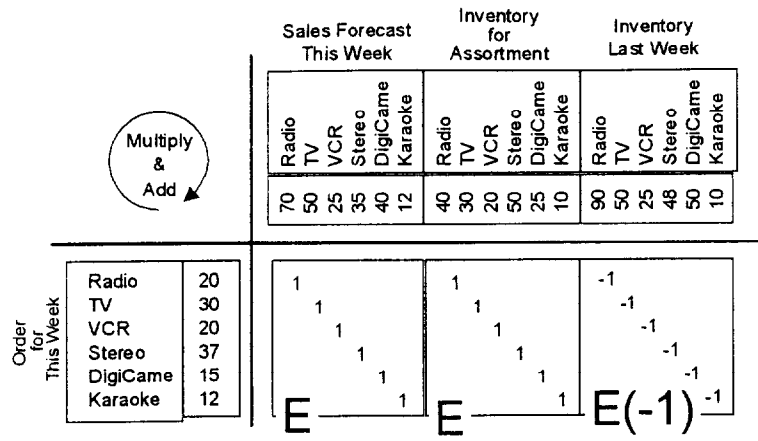 Sales Forecast
This Week
Inventory
for
Assortment
Inventory
Last Week
Multiply
&
Add
Radio
TV
VCR
Stereo
DigiCame
Karaoke
Radio
TV
VCR
Stereo
DigiCame
Karaoke
Radio
TV
VCR
Stereo
DigiCame
Karaoke
70 50 25 35 40 12 40 30 20 50 25 10 90 50 25 48 50 10
Order
for
This Week
Radio 20 1 1 -1
TV 30 1 1 -1
VCR 20 1 1 -1
Stereo 37 1 1 -1
DigiCame 15 1 1 -1
Karaoke 12 1 1 -1
E E E(-1)